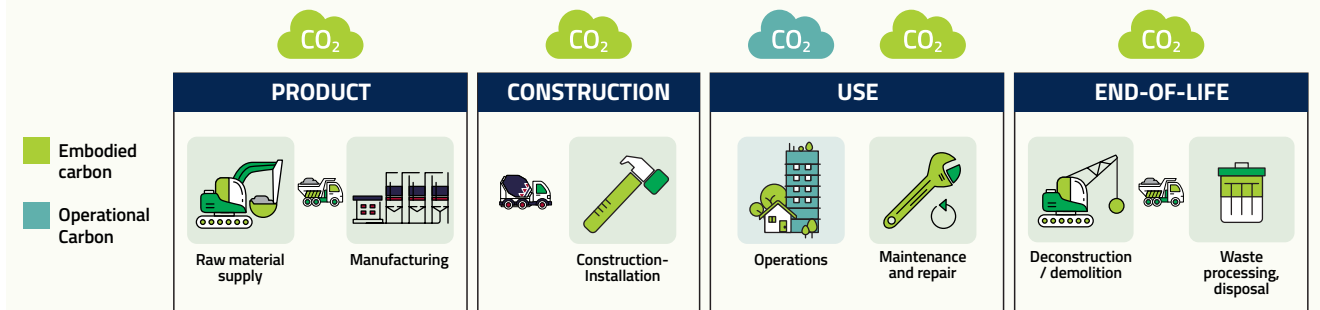 CO₂
CO₂
CO₂
CO₂
CO₂
PRODUCT
CONSTRUCTION
USE
END-OF-LIFE
Embodied
carbon
Operational
Carbon
Raw material
supply
Manufacturing
Construction-
Installation
Operations
Maintenance
and repair
Deconstruction
/ demolition
Waste
processing,
disposal